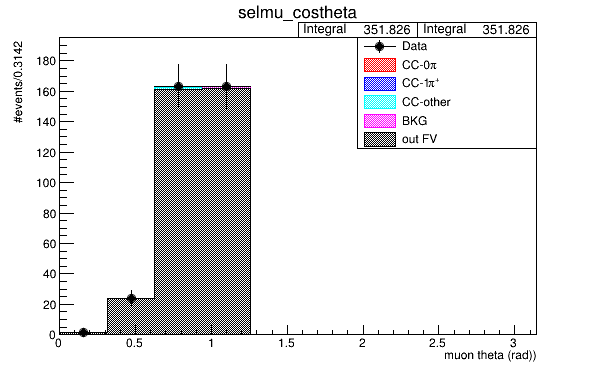 selmu_costheta
Integral 351.826 Integral 351.826
Data
CC-0π
CC-1π⁺
CC-other
BKG
out FV
#events/0.3142
180
160
140
120
100
80
60
40
20
0
0 0.5 1 1.5 2 2.5 3
muon theta (rad))